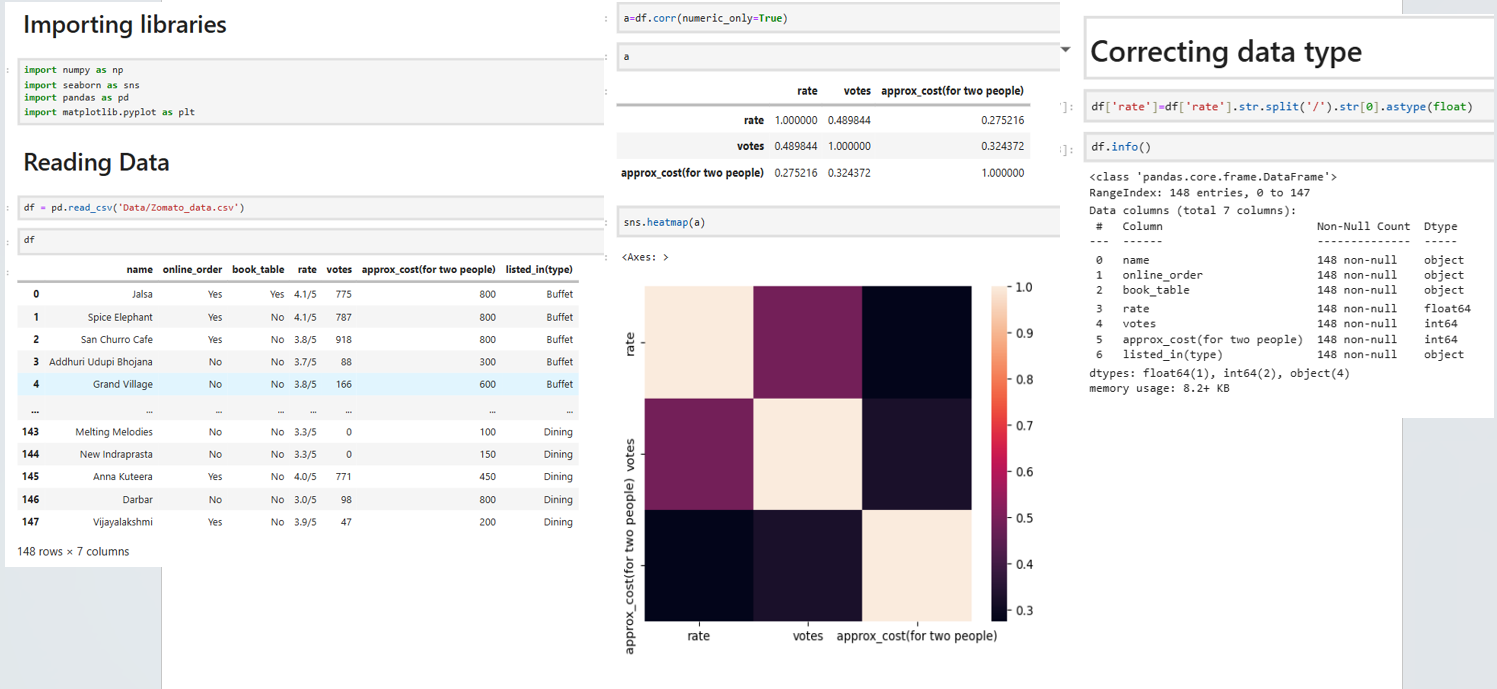 Importing libraries
import numpy as np
import seaborn as sns
import pandas as pd
import matplotlib.pyplot as plt
Reading Data
df = pd.read_csv('Data/Zomato_data.csv')
df
name online_order book_table rate votes approx_cost(for two people) listed_in(type)
0 Jalsa Yes Yes 4.1/5 775 800 Buffet
1 Spice Elephant Yes No 4.1/5 787 800 Buffet
2 San Churro Cafe Yes No 3.8/5 918 800 Buffet
3 Addhuri Udupi Bhojana No No 3.7/5 88 300 Buffet
4 Grand Village No No 3.8/5 166 600 Buffet
... ... ... ... ... ... ... ...
143 Melting Melodies No No 3.3/5 0 100 Dining
144 New Indraprasta No No 3.3/5 0 150 Dining
145 Anna Kuteera Yes No 4.0/5 771 450 Dining
146 Darbar No No 3.0/5 98 800 Dining
147 Vijayalakshmi Yes No 3.9/5 47 200 Dining
148 rows × 7 columns
a=df.corr(numeric_only=True)
a
rate votes approx_cost(for two people)
rate 1.000000 0.489844 0.275216
votes 0.489844 1.000000 0.324372
approx_cost(for two people) 0.275216 0.324372 1.000000
sns.heatmap(a)
<Axes: >
rate
votes
approx_cost(for two people)
1.0
0.9
0.8
0.7
0.6
0.5
0.4
0.3
rate votes approx_cost(for two people)
Correcting data type
]: df['rate']=df['rate'].str.split('/').str[0].astype(float)
]: df.info()
<class 'pandas.core.frame.DataFrame'>
RangeIndex: 148 entries, 0 to 147
Data columns (total 7 columns):
# Column Non-Null Count Dtype
--- ------ -------------- -----
0 name 148 non-null object
1 online_order 148 non-null object
2 book_table 148 non-null object
3 rate 148 non-null float64
4 votes 148 non-null int64
5 approx_cost(for two people) 148 non-null int64
6 listed_in(type) 148 non-null object
dtypes: float64(1), int64(2), object(4)
memory usage: 8.2+ KB